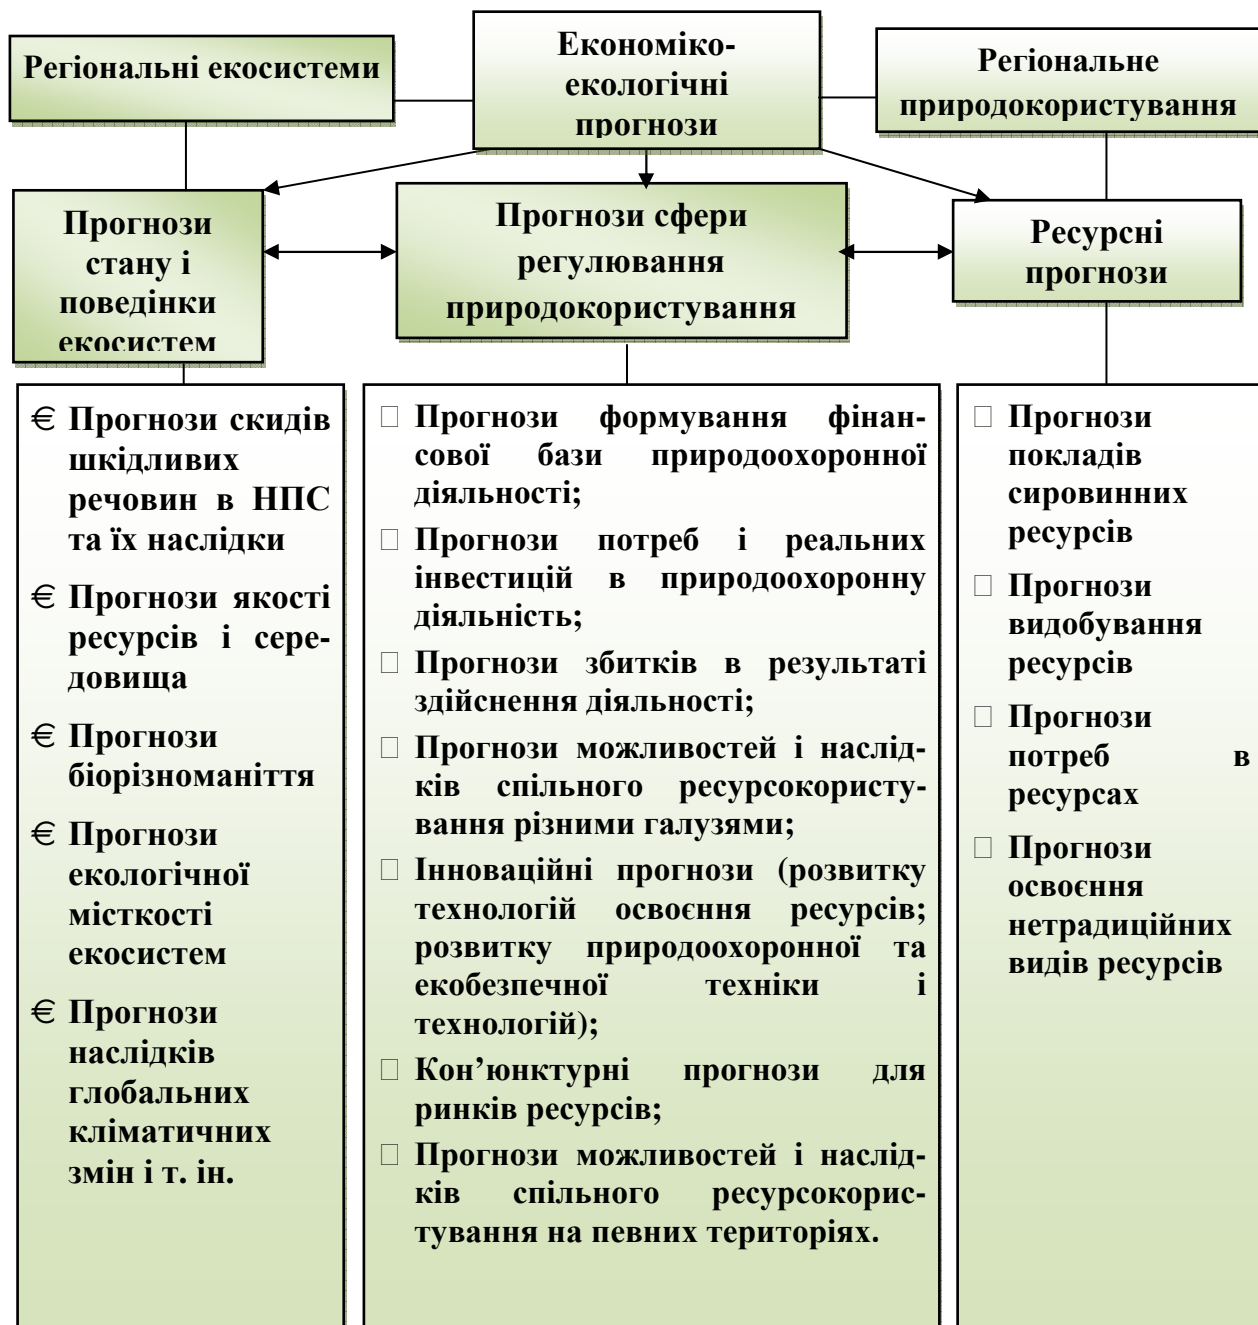 Регіональні екосистеми
Економіко-
екологічні
прогнози
Регіональне
природокористування
Прогнози
стану і
поведінки
екосистем
Прогнози сфери
регулювання
природокористування
Ресурсні
прогнози
€ Прогнози скидів
шкідливих
речовин в НПС
та їх наслідки
€ Прогнози якості
ресурсів і сере-
довища
€ Прогнози
біорізноманіття
€ Прогнози
екологічної
місткості
екосистем
€ Прогнози
наслідків
глобальних
кліматичних
змін і т. ін.
□ Прогнози формування фінан-
сової бази природоохоронної
діяльності;
□ Прогнози потреб і реальних
інвестицій в природоохоронну
діяльність;
□ Прогнози збитків в результаті
здійснення діяльності;
□ Прогнози можливостей і наслід-
ків спільного ресурсокористу-
вання різними галузями;
□ Інноваційні прогнози (розвитку
технологій освоєння ресурсів;
розвитку природоохоронної та
екобезпечної техніки і
технологій);
□ Кон’юнктурні прогнози для
ринків ресурсів;
□ Прогнози можливостей і наслід-
ків спільного ресурсокорис-
тування на певних територіях.
□ Прогнози
покладів
сировинних
ресурсів
□ Прогнози
видобування
ресурсів
□ Прогнози
потреб в
ресурсах
□ Прогнози
освоєння
нетрадиційних
видів ресурсів